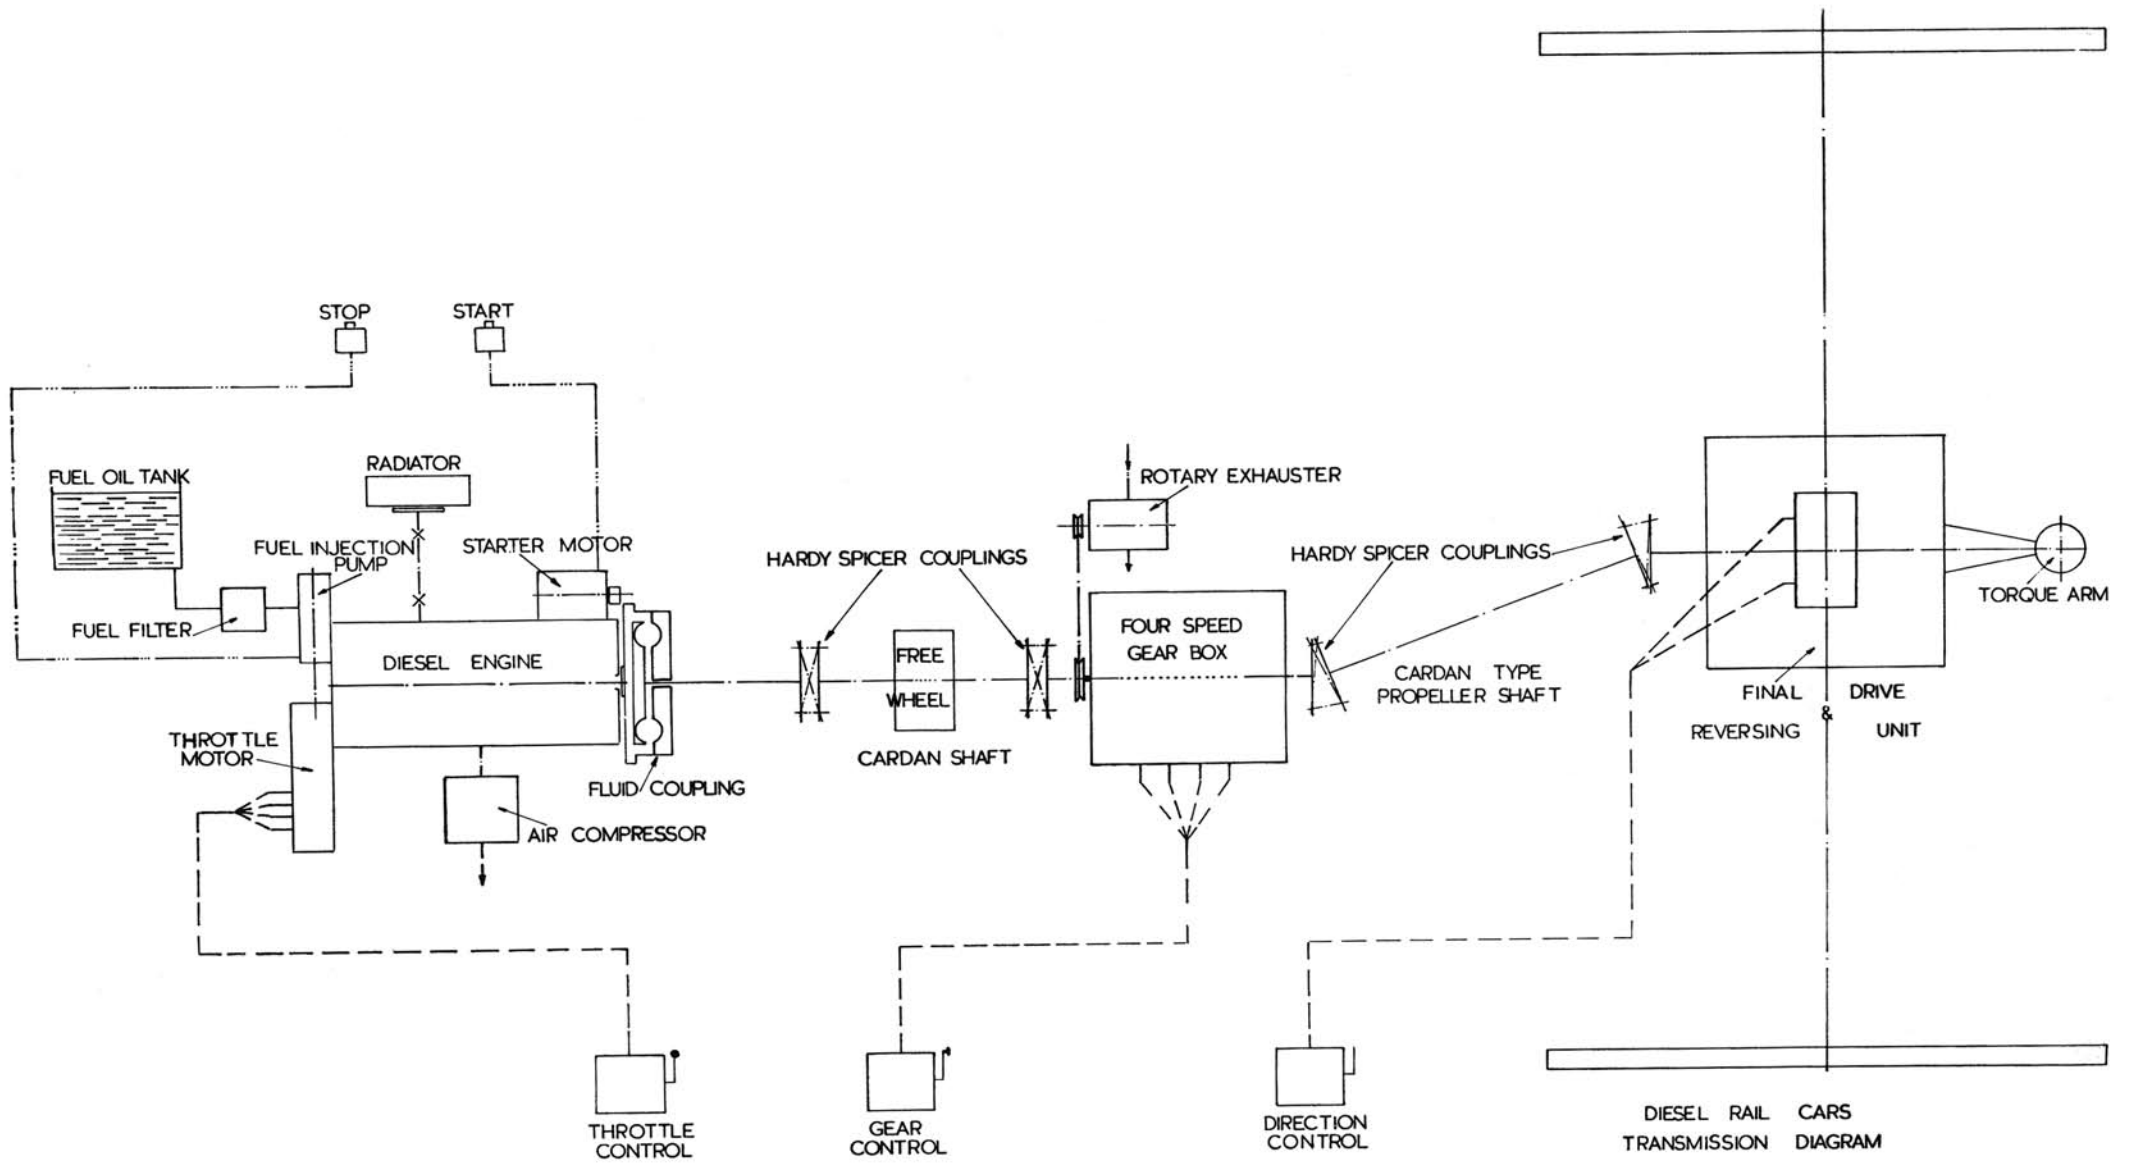 STOP
START
FUEL OIL TANK
RADIATOR
FUEL INJECTION
PUMP
STARTER MOTOR
FUEL FILTER
DIESEL ENGINE
THROTTLE
MOTOR
FLUID COUPLING
AIR COMPRESSOR
HARDY SPICER COUPLINGS
FREE
WHEEL
CARDAN SHAFT
ROTARY EXHAUSTER
FOUR SPEED
GEAR BOX
HARDY SPICER COUPLINGS
CARDAN TYPE
PROPELLER SHAFT
TORQUE ARM
FINAL DRIVE
&
REVERSING UNIT
THROTTLE
CONTROL
GEAR
CONTROL
DIRECTION
CONTROL
DIESEL RAIL CARS
TRANSMISSION DIAGRAM